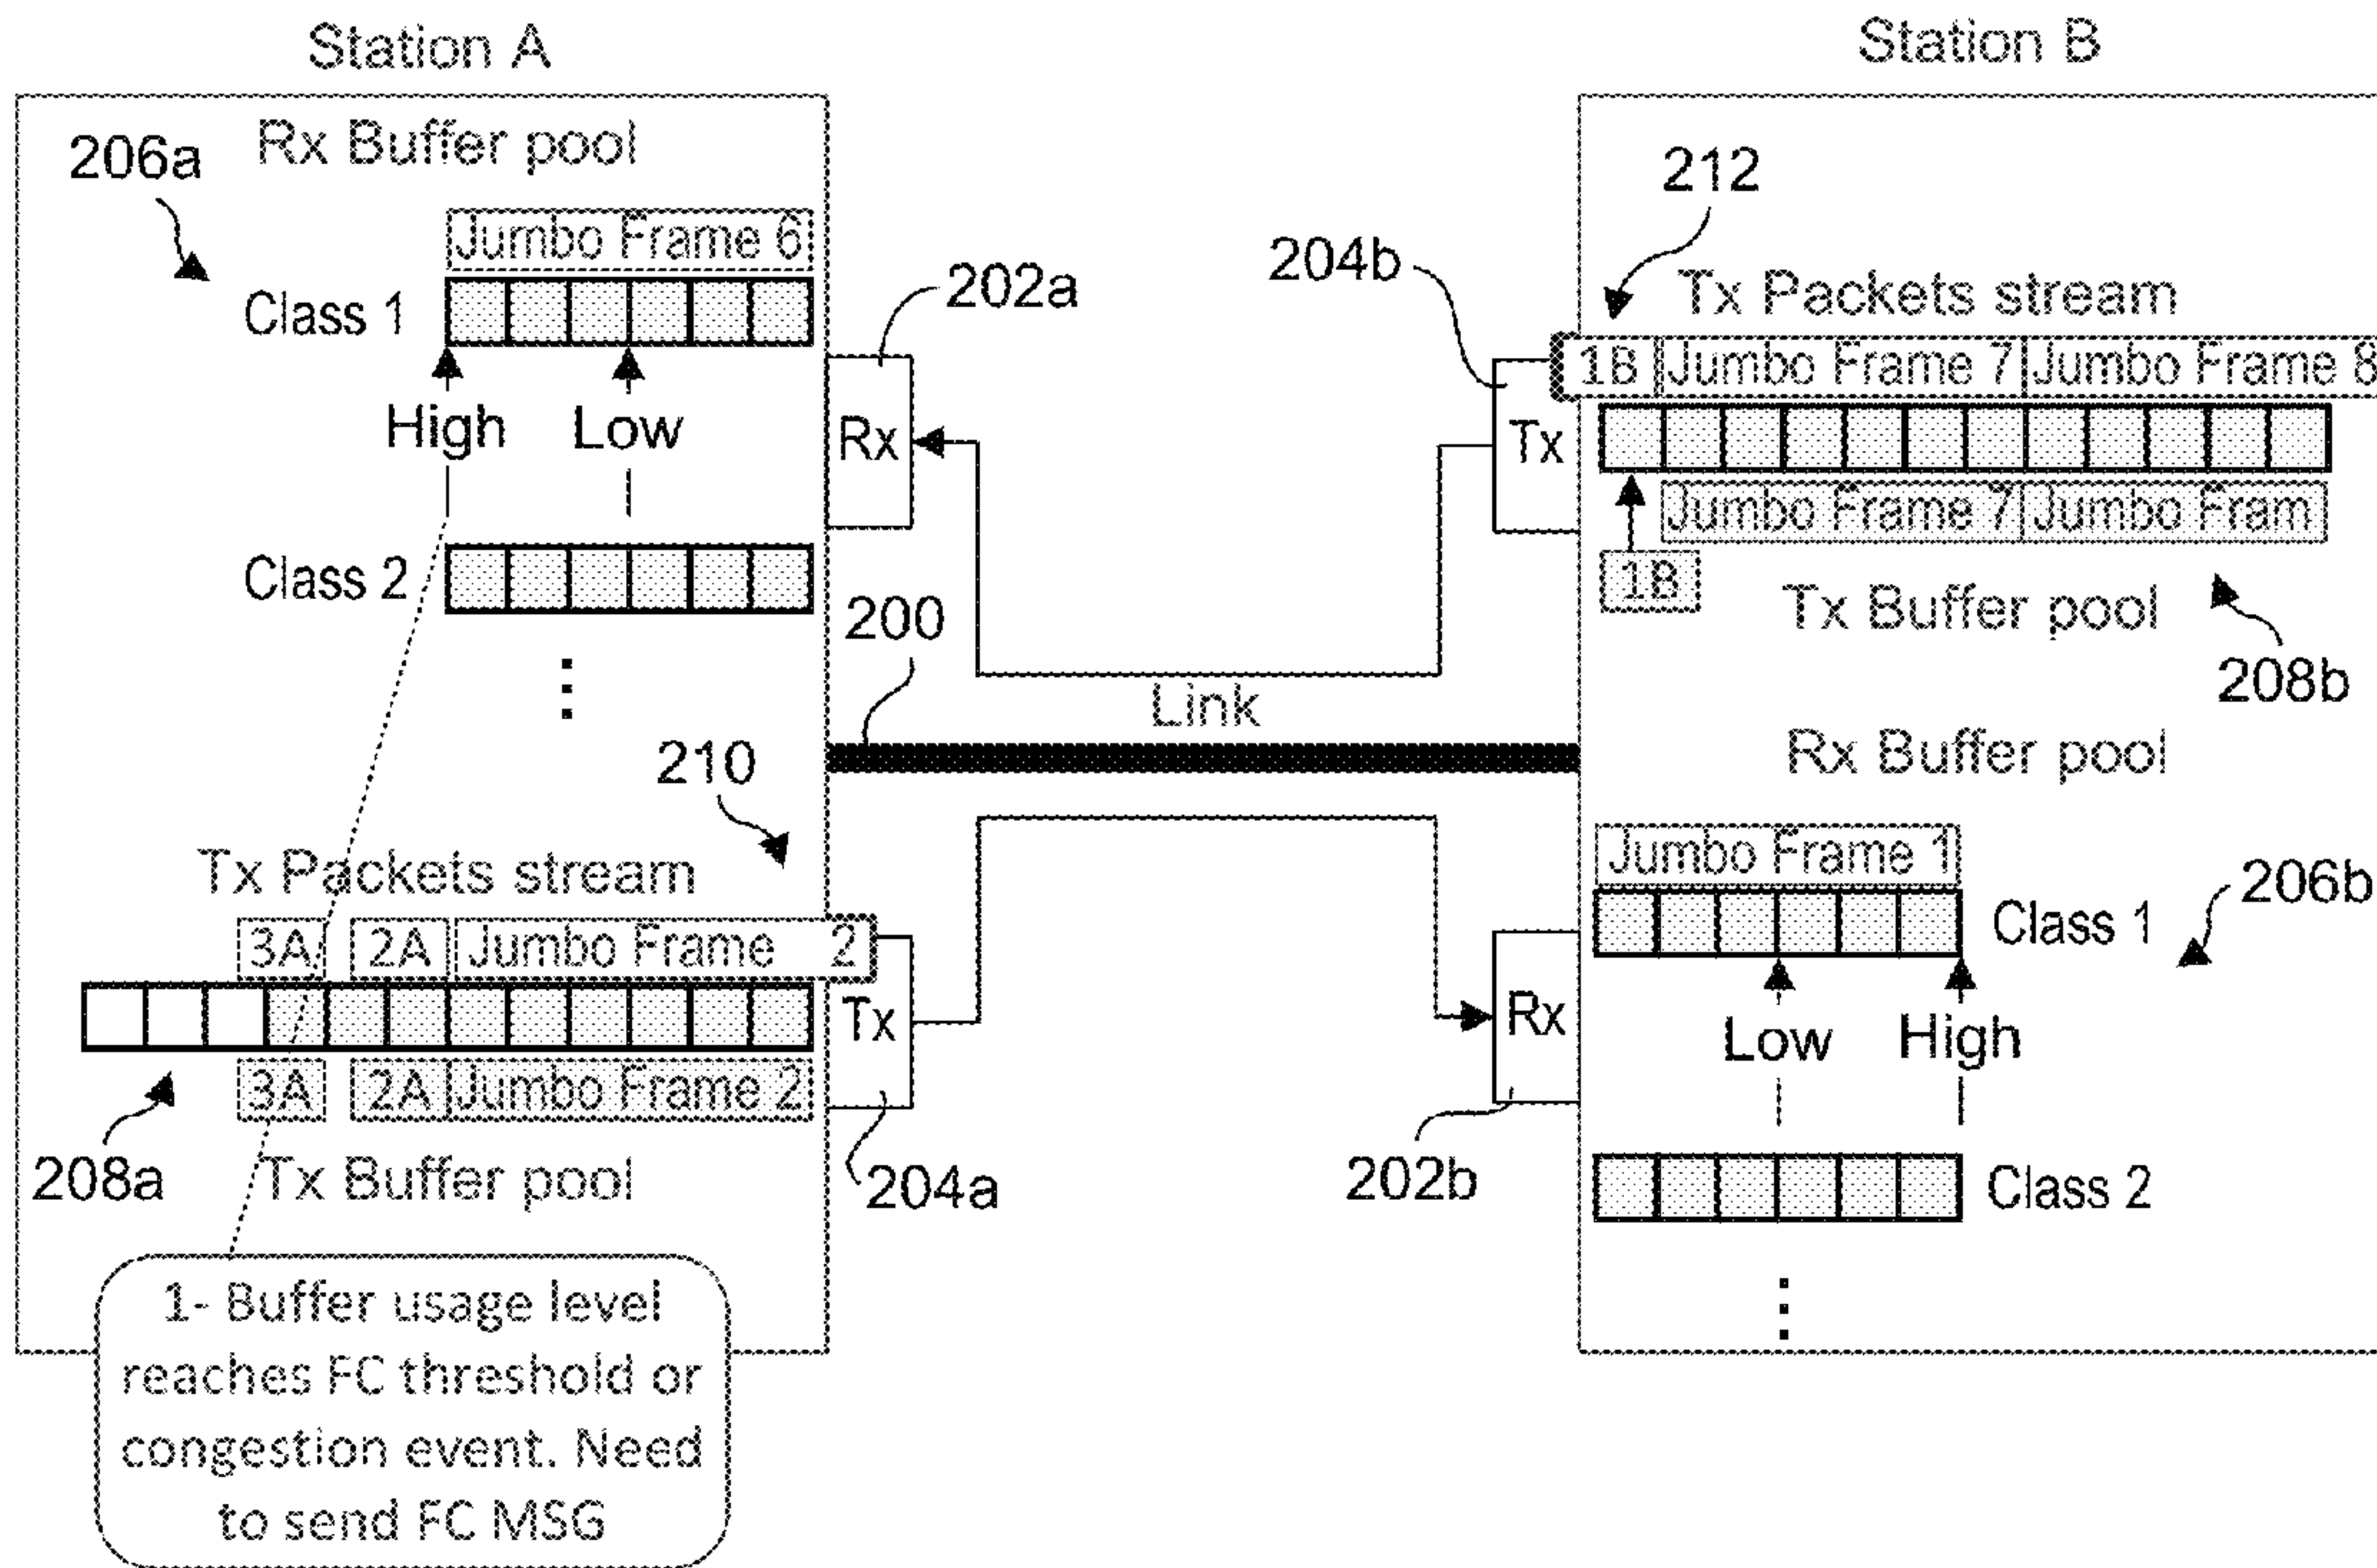 Station A
Rx Buffer pool
206a
Jumbo Frame 6
Class 1
High
Low
Class 2
202a
Rx
200
Link
210
Tx Packets stream
3A
2A
Jumbo Frame 2
Tx
3A
2A
Jumbo Frame 2
208a
Tx Buffer pool
204a
1- Buffer usage level
reaches FC threshold or
congestion event. Need
to send FC MSG
Station B
212
204b
Tx Packets stream
1B
Jumbo Frame 7
Jumbo Frame 8
Tx
Jumbo Frame 7
Jumbo Fram
1B
Tx Buffer pool
208b
Rx Buffer pool
Jumbo Frame 1
Class 1
206b
Rx
Low
High
202b
Class 2